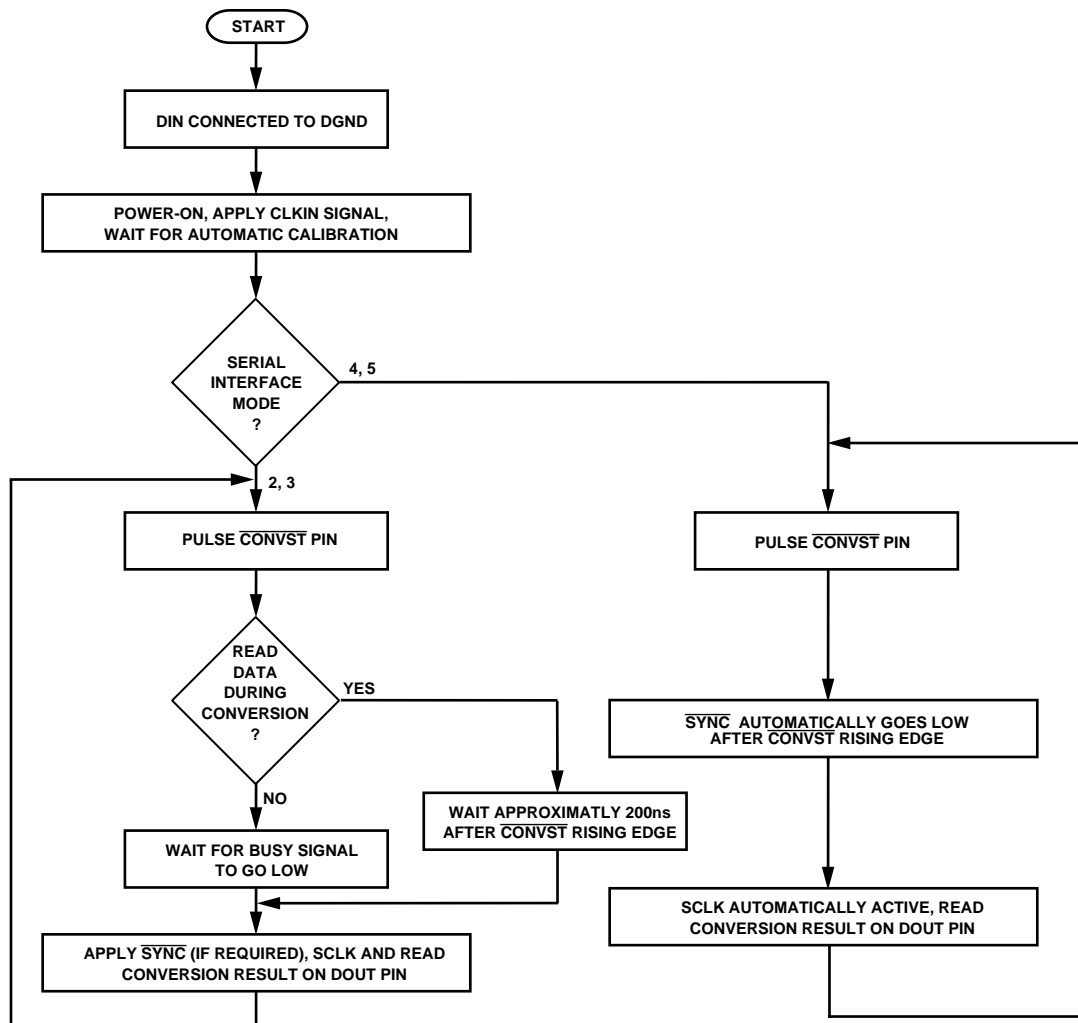 START
DIN CONNECTED TO DGND
POWER-ON, APPLY CLKIN SIGNAL,
WAIT FOR AUTOMATIC CALIBRATION
SERIAL
INTERFACE
MODE
?
4, 5
2, 3
PULSE CONVST PIN
PULSE CONVST PIN
READ
DATA
DURING
CONVERSION
?
YES
NO
SYNC AUTOMATICALLY GOES LOW
AFTER CONVST RISING EDGE
WAIT APPROXIMATLY 200ns
AFTER CONVST RISING EDGE
WAIT FOR BUSY SIGNAL
TO GO LOW
SCLK AUTOMATICALLY ACTIVE, READ
CONVERSION RESULT ON DOUT PIN
APPLY SYNC (IF REQUIRED), SCLK AND READ
CONVERSION RESULT ON DOUT PIN